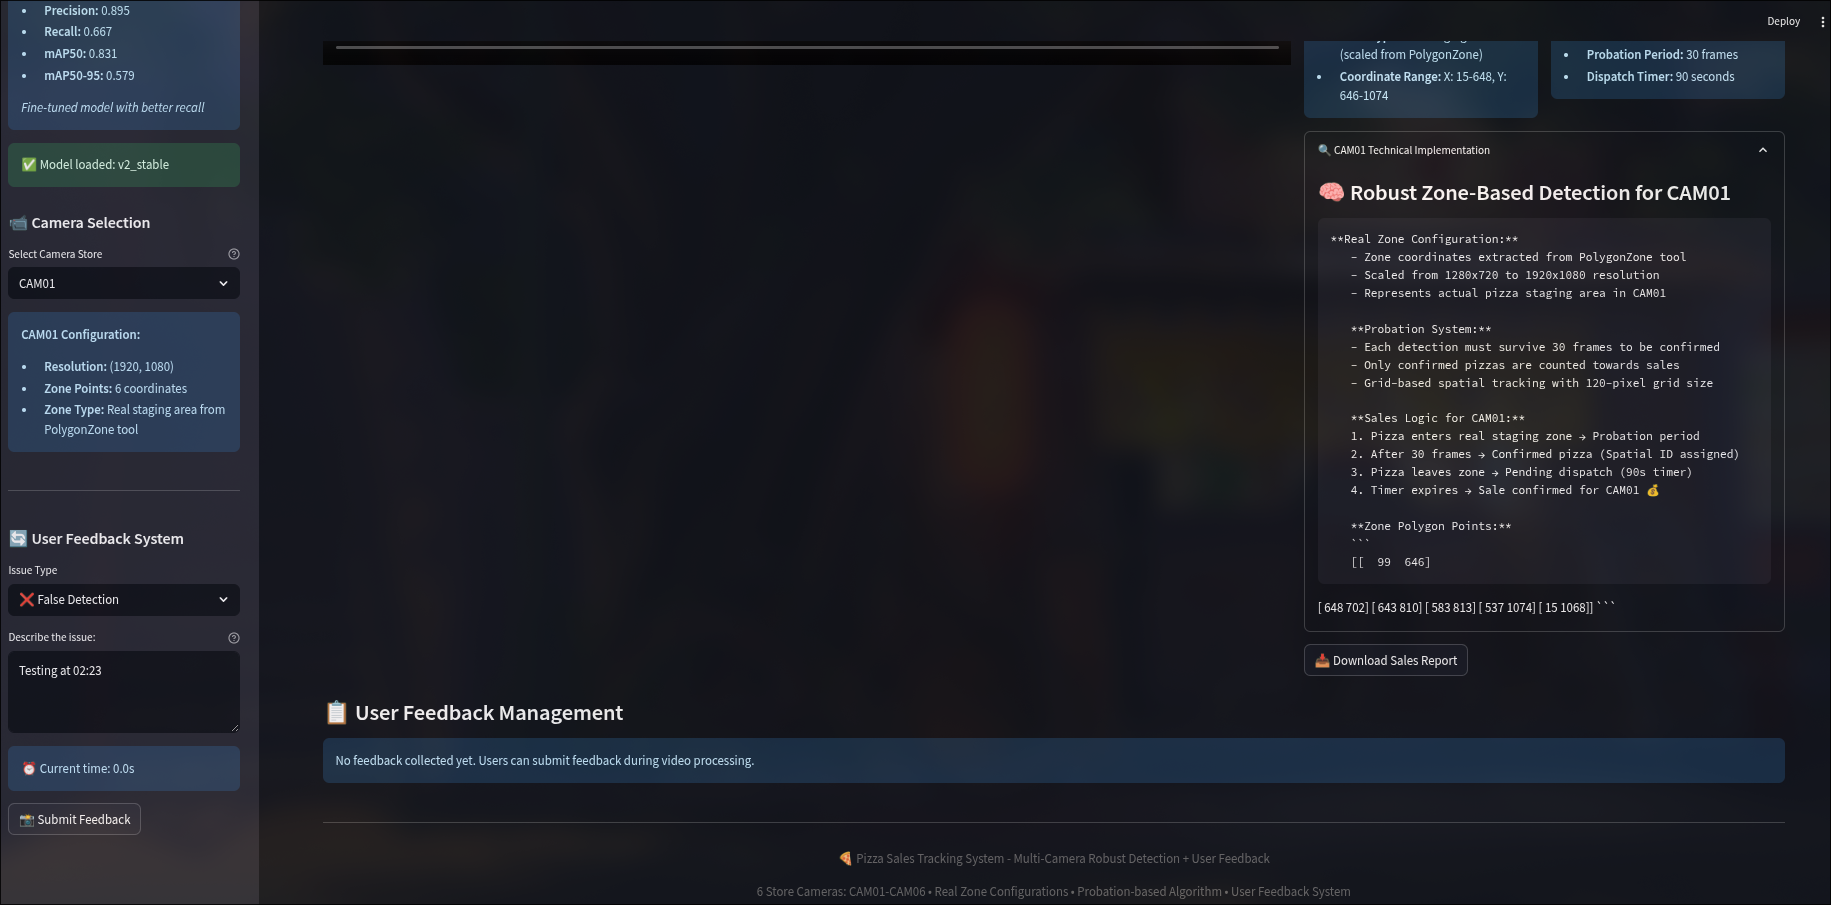 Precision: 0.895
Recall: 0.667
mAP50: 0.831
mAP50-95: 0.579
Fine-tuned model with better recall
✅ Model loaded: v2_stable
📹 Camera Selection
Select Camera Store
CAM01
CAM01 Configuration:
Resolution: (1920, 1080)
Zone Points: 6 coordinates
Zone Type: Real staging area from
PolygonZone tool
🔄 User Feedback System
Issue Type
❌ False Detection
Describe the issue:
Testing at 02:23
⏰ Current time: 0.0s
📸 Submit Feedback
Deploy
(scaled from PolygonZone)
Coordinate Range: X: 15-648, Y:
646-1074
Probation Period: 30 frames
Dispatch Timer: 90 seconds
🔍 CAM01 Technical Implementation
🧠 Robust Zone-Based Detection for CAM01
**Real Zone Configuration:**
- Zone coordinates extracted from PolygonZone tool
- Scaled from 1280x720 to 1920x1080 resolution
- Represents actual pizza staging area in CAM01
**Probation System:**
- Each detection must survive 30 frames to be confirmed
- Only confirmed pizzas are counted towards sales
- Grid-based spatial tracking with 120-pixel grid size
**Sales Logic for CAM01:**
1. Pizza enters real staging zone → Probation period
2. After 30 frames → Confirmed pizza (Spatial ID assigned)
3. Pizza leaves zone → Pending dispatch (90s timer)
4. Timer expires → Sale confirmed for CAM01 💰
**Zone Polygon Points:**
```
[[  99  646]
[ 648 702] [ 643 810] [ 583 813] [ 537 1074] [ 15 1068]] ```
📥 Download Sales Report
📋 User Feedback Management
No feedback collected yet. Users can submit feedback during video processing.
🍕 Pizza Sales Tracking System - Multi-Camera Robust Detection + User Feedback
6 Store Cameras: CAM01-CAM06 • Real Zone Configurations • Probation-based Algorithm • User Feedback System